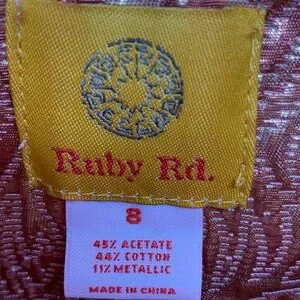 Ruby Rd.
8
45% ACETATE
44% COTTON
11% METALLIC
MADE IN CHINA